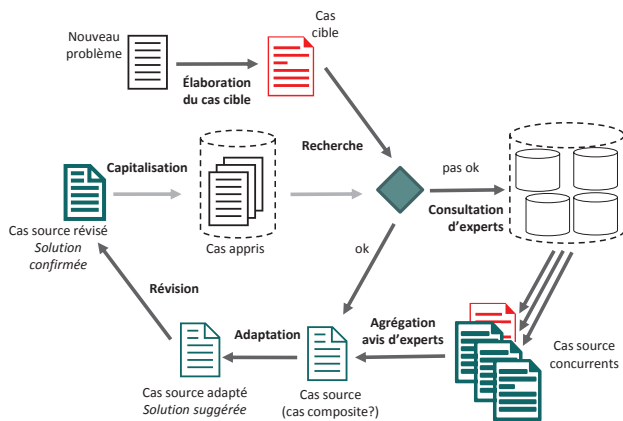 Nouveau
problème
Élaboration
du cas cible
Cas
cible
Capitalisation
Recherche
pas ok
Consultation
d'experts
Cas source révisé
Solution
confirmée
Cas appris
ok
Révision
Adaptation
Agrégation
avis d'experts
Cas source
concurrents
Cas source adapté
Solution suggérée
Cas source
(cas composite?)